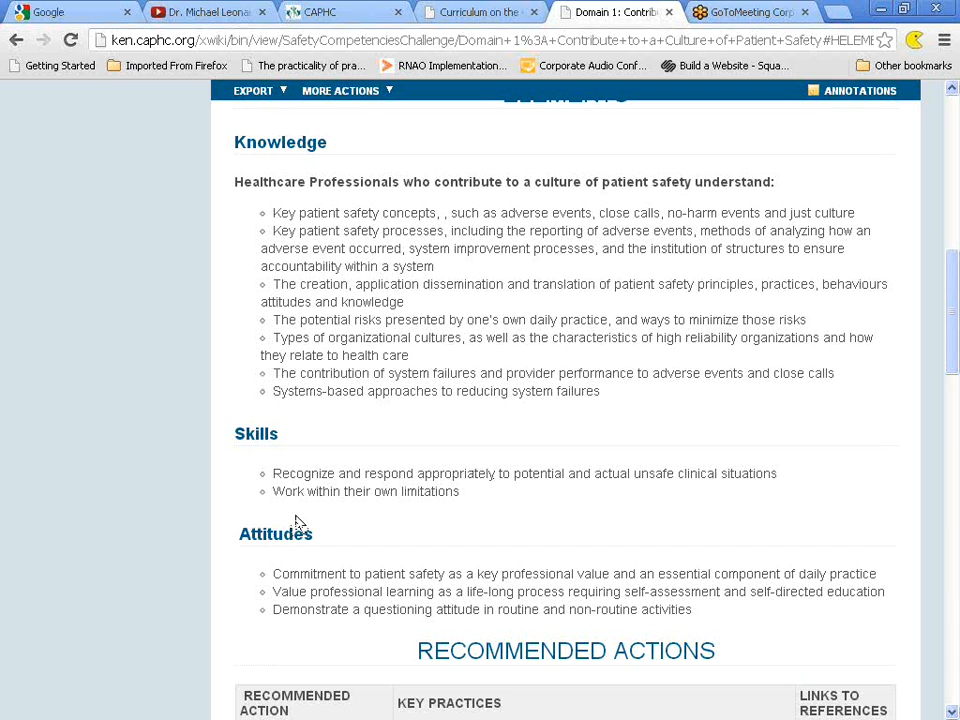 Google
Dr. Michael Leona
CAPHC
Curriculum on the
Domain 1: Contrib
GoToMeeting Corp
ken.caphc.org/xwiki/bin/view/SafetyCompetenciesChallenge/Domain+1%3A+Contribute+to+a+Culture+of+Patient+Safety#HELEME
Getting Started
Imported From Firefox
The practicality of pra...
RNAO Implementation...
Corporate Audio Conf...
Build a Website - Squa...
Other bookmarks
EXPORT
MORE ACTIONS
ANNOTATIONS
ELEMENTS
Knowledge
Healthcare Professionals who contribute to a culture of patient safety understand:
Key patient safety concepts, , such as adverse events, close calls, no-harm events and just culture
Key patient safety processes, including the reporting of adverse events, methods of analyzing how an
adverse event occurred, system improvement processes, and the institution of structures to ensure
accountability within a system
The creation, application dissemination and translation of patient safety principles, practices, behaviours
attitudes and knowledge
The potential risks presented by one's own daily practice, and ways to minimize those risks
Types of organizational cultures, as well as the characteristics of high reliability organizations and how
they relate to health care
The contribution of system failures and provider performance to adverse events and close calls
Systems-based approaches to reducing system failures
Skills
Recognize and respond appropriately to potential and actual unsafe clinical situations
Work within their own limitations
Attitudes
Commitment to patient safety as a key professional value and an essential component of daily practice
Value professional learning as a life-long process requiring self-assessment and self-directed education
Demonstrate a questioning attitude in routine and non-routine activities
RECOMMENDED ACTIONS
RECOMMENDED
ACTION
KEY PRACTICES
LINKS TO
REFERENCES